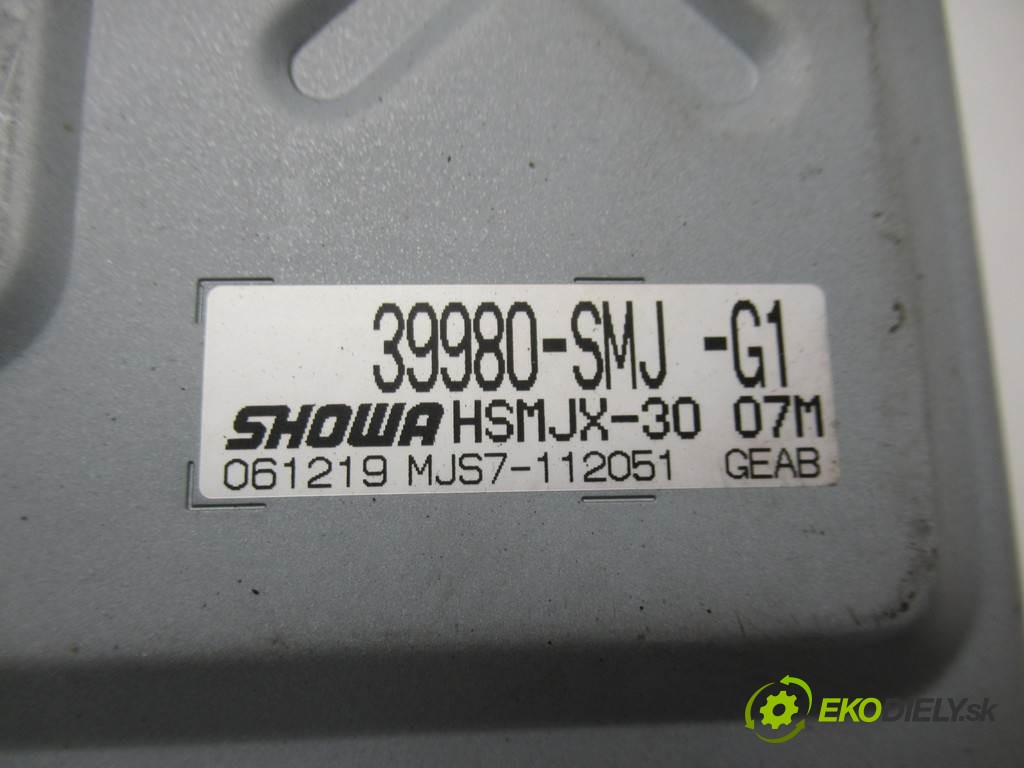 39980-SMJ -G1
SHOWA HSMJX-30 07M
061219 MJS7-112051 GEAB
EKODIELY.sk